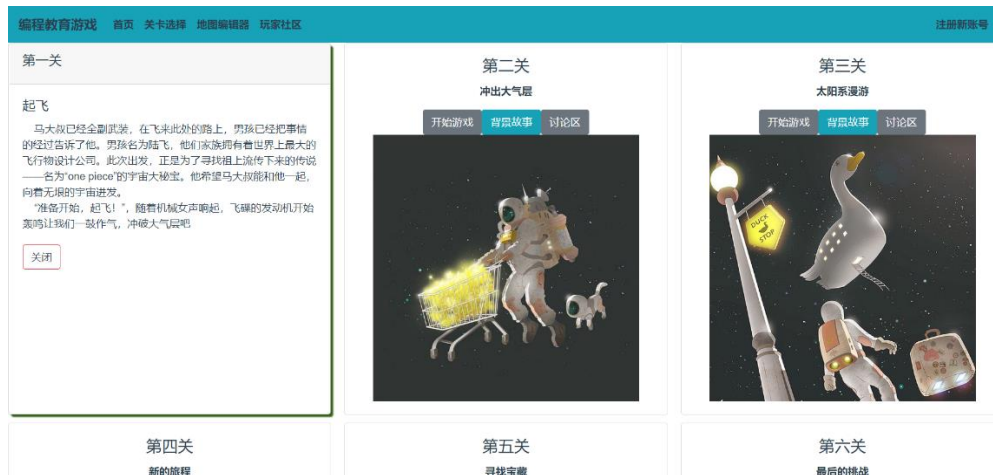 编程教育游戏 首页 关卡选择 地图编辑器 玩家社区 注册新账号
第一关
起飞
马大叔已经全副武装，在飞来此处的路上，男孩已经把事情
的经过告诉了他。男孩名为陆飞，他们家族拥有着世界上最大的
飞行物设计公司。此次出发，正是为了寻找祖上流传下来的传说
——名为“one piece”的宇宙大秘宝。他希望马大叔能和他一起，
向着无垠的宇宙进发。
“准备开始，起飞！”，随着机械女声响起，飞碟的发动机开始
轰鸣让我们一鼓作气，冲破大气层吧
关闭
第二关
冲出大气层
开始游戏 背景故事 讨论区
第三关
太阳系漫游
开始游戏 背景故事 讨论区
DUCK
STOP
第四关
新的旅程
第五关
寻找宝藏
第六关
最后的挑战